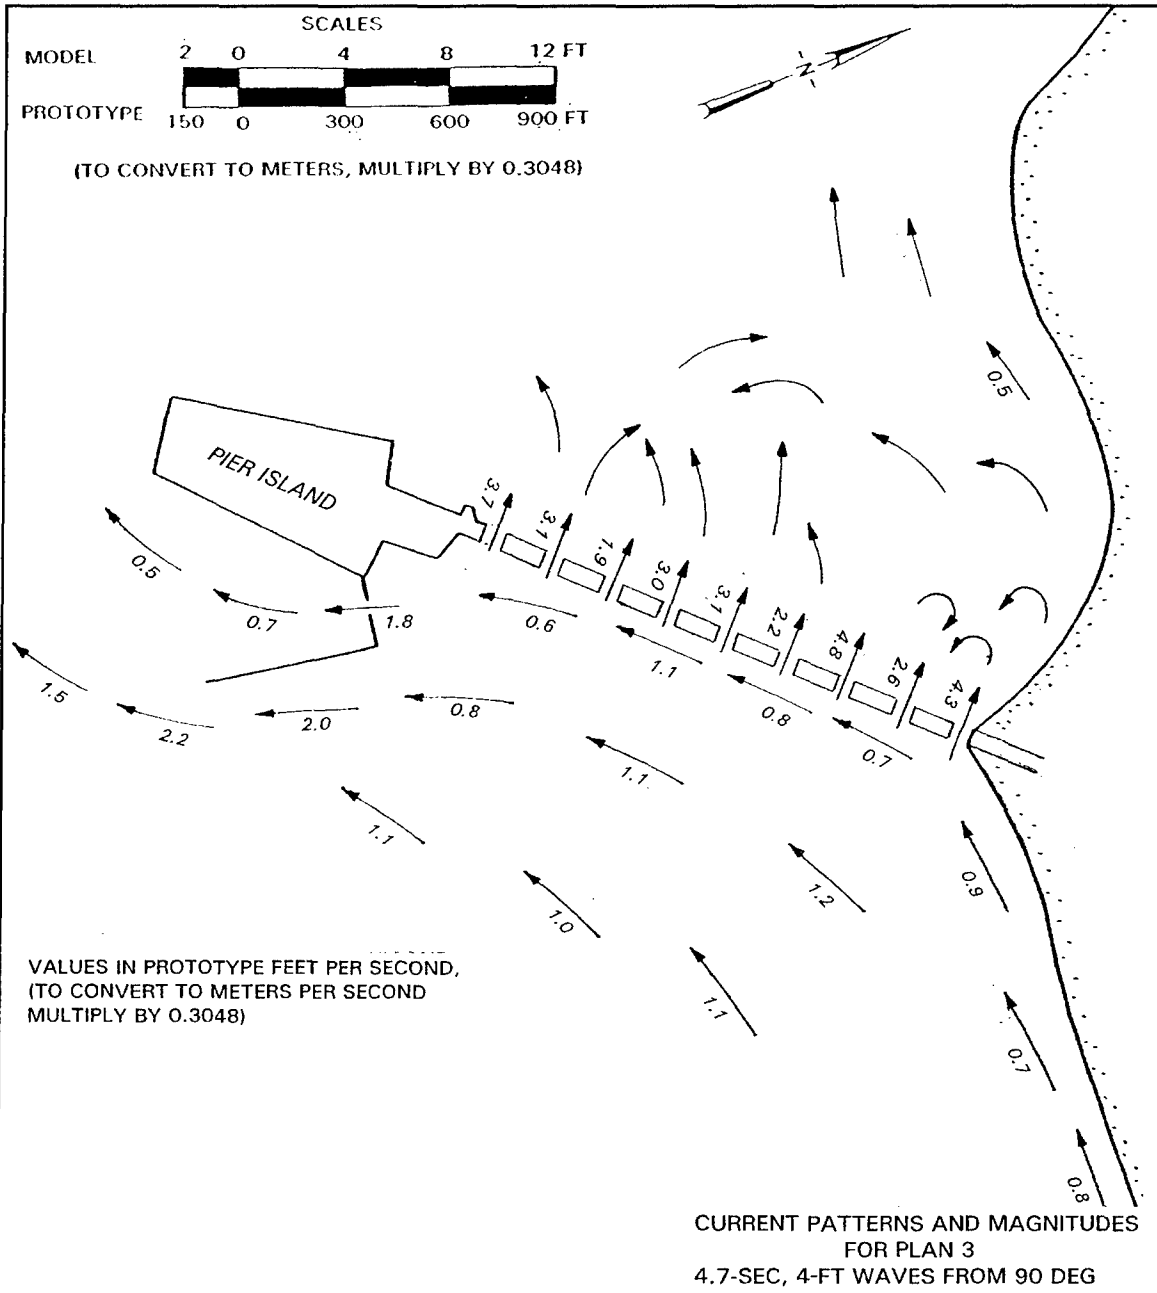 SCALES
MODEL 2 0 4 8 12 FT
PROTOTYPE 150 0 300 600 900 FT
(TO CONVERT TO METERS, MULTIPLY BY 0.3048)
-N-
0.5
PIER ISLAND
3.7
3.1
1.9
3.0
3.1
2.2
4.8
2.6
4.3
0.5
0.7
1.8
0.6
1.1
0.8
0.7
1.5
2.2
2.0
0.8
1.1
1.1
1.0
1.2
1.1
0.9
0.7
0.8
VALUES IN PROTOTYPE FEET PER SECOND,
(TO CONVERT TO METERS PER SECOND
MULTIPLY BY 0.3048)
CURRENT PATTERNS AND MAGNITUDES
FOR PLAN 3
4.7-SEC, 4-FT WAVES FROM 90 DEG